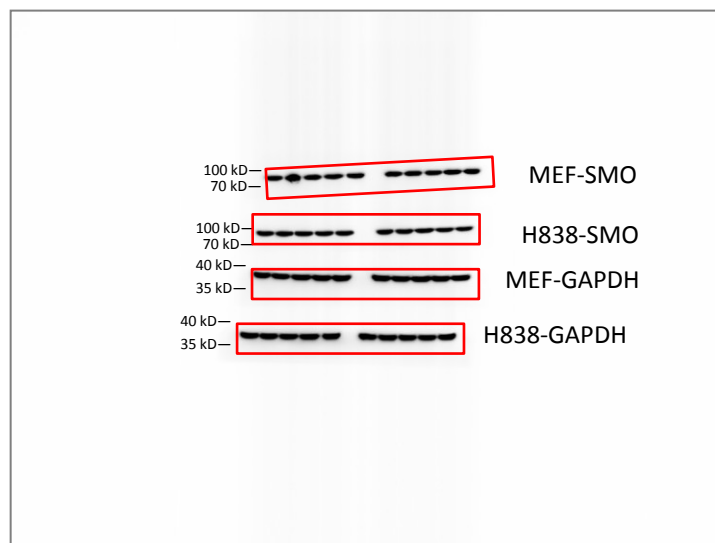 100 kD—
70 kD—
MEF-SMO
100 kD—
70 kD—
H838-SMO
40 kD—
35 kD—
MEF-GAPDH
40 kD—
35 kD—
H838-GAPDH